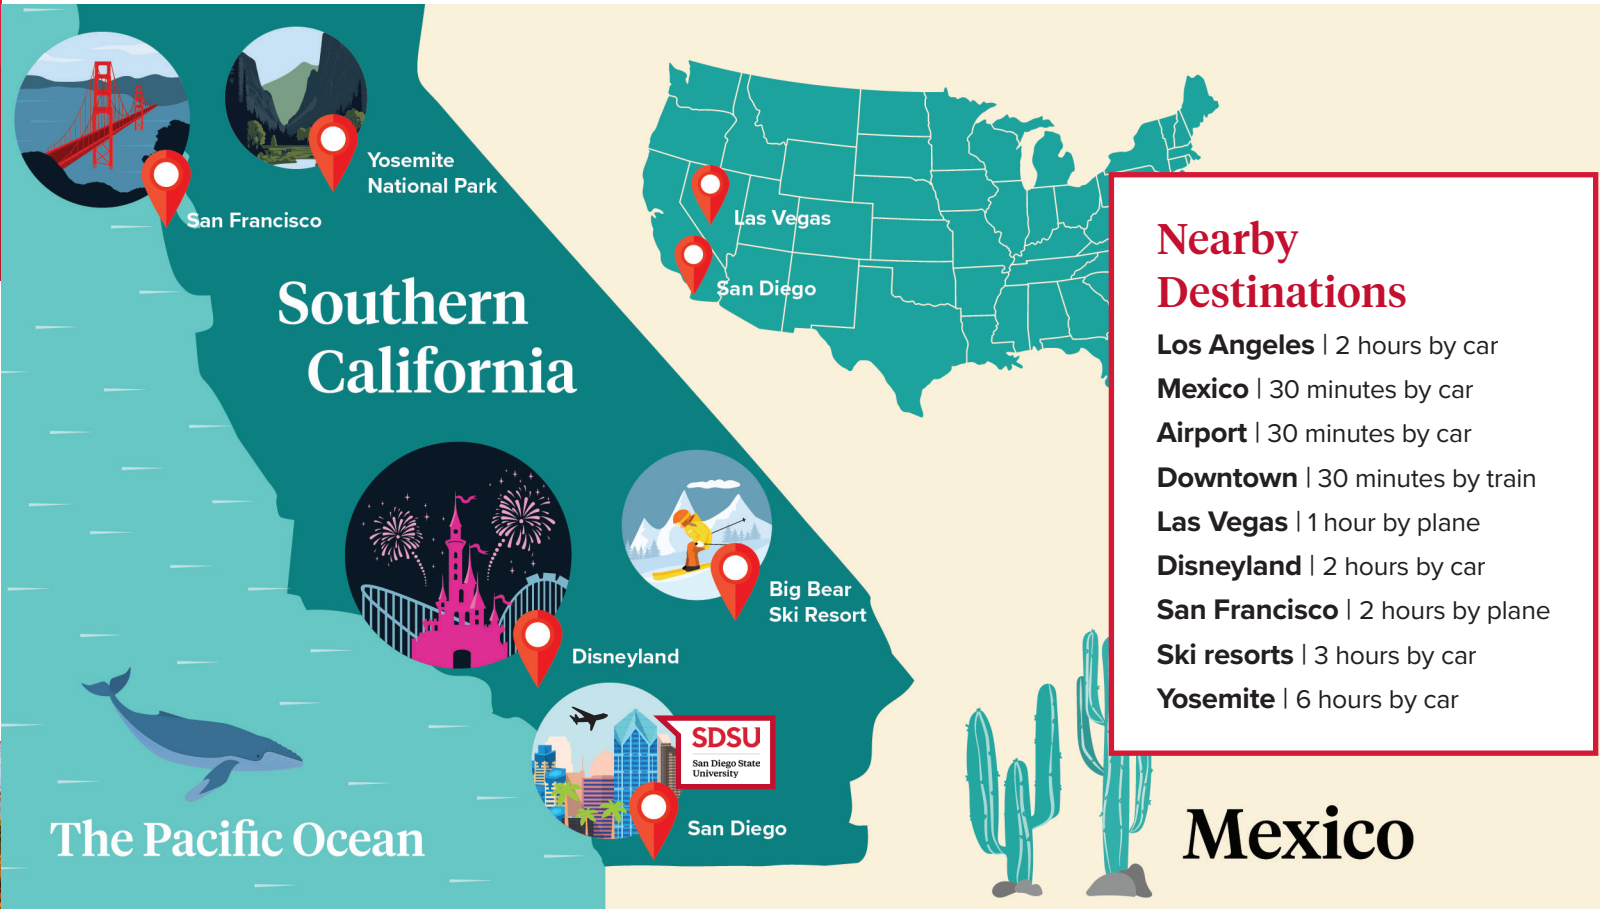 Yosemite
National Park
San Francisco
Southern
California
Las Vegas
San Diego
Nearby
Destinations
Los Angeles | 2 hours by car
Mexico | 30 minutes by car
Airport | 30 minutes by car
Downtown | 30 minutes by train
Las Vegas | 1 hour by plane
Disneyland | 2 hours by car
San Francisco | 2 hours by plane
Ski resorts | 3 hours by car
Yosemite | 6 hours by car
Big Bear
Ski Resort
Disneyland
SDSU
San Diego State
University
San Diego
The Pacific Ocean
Mexico